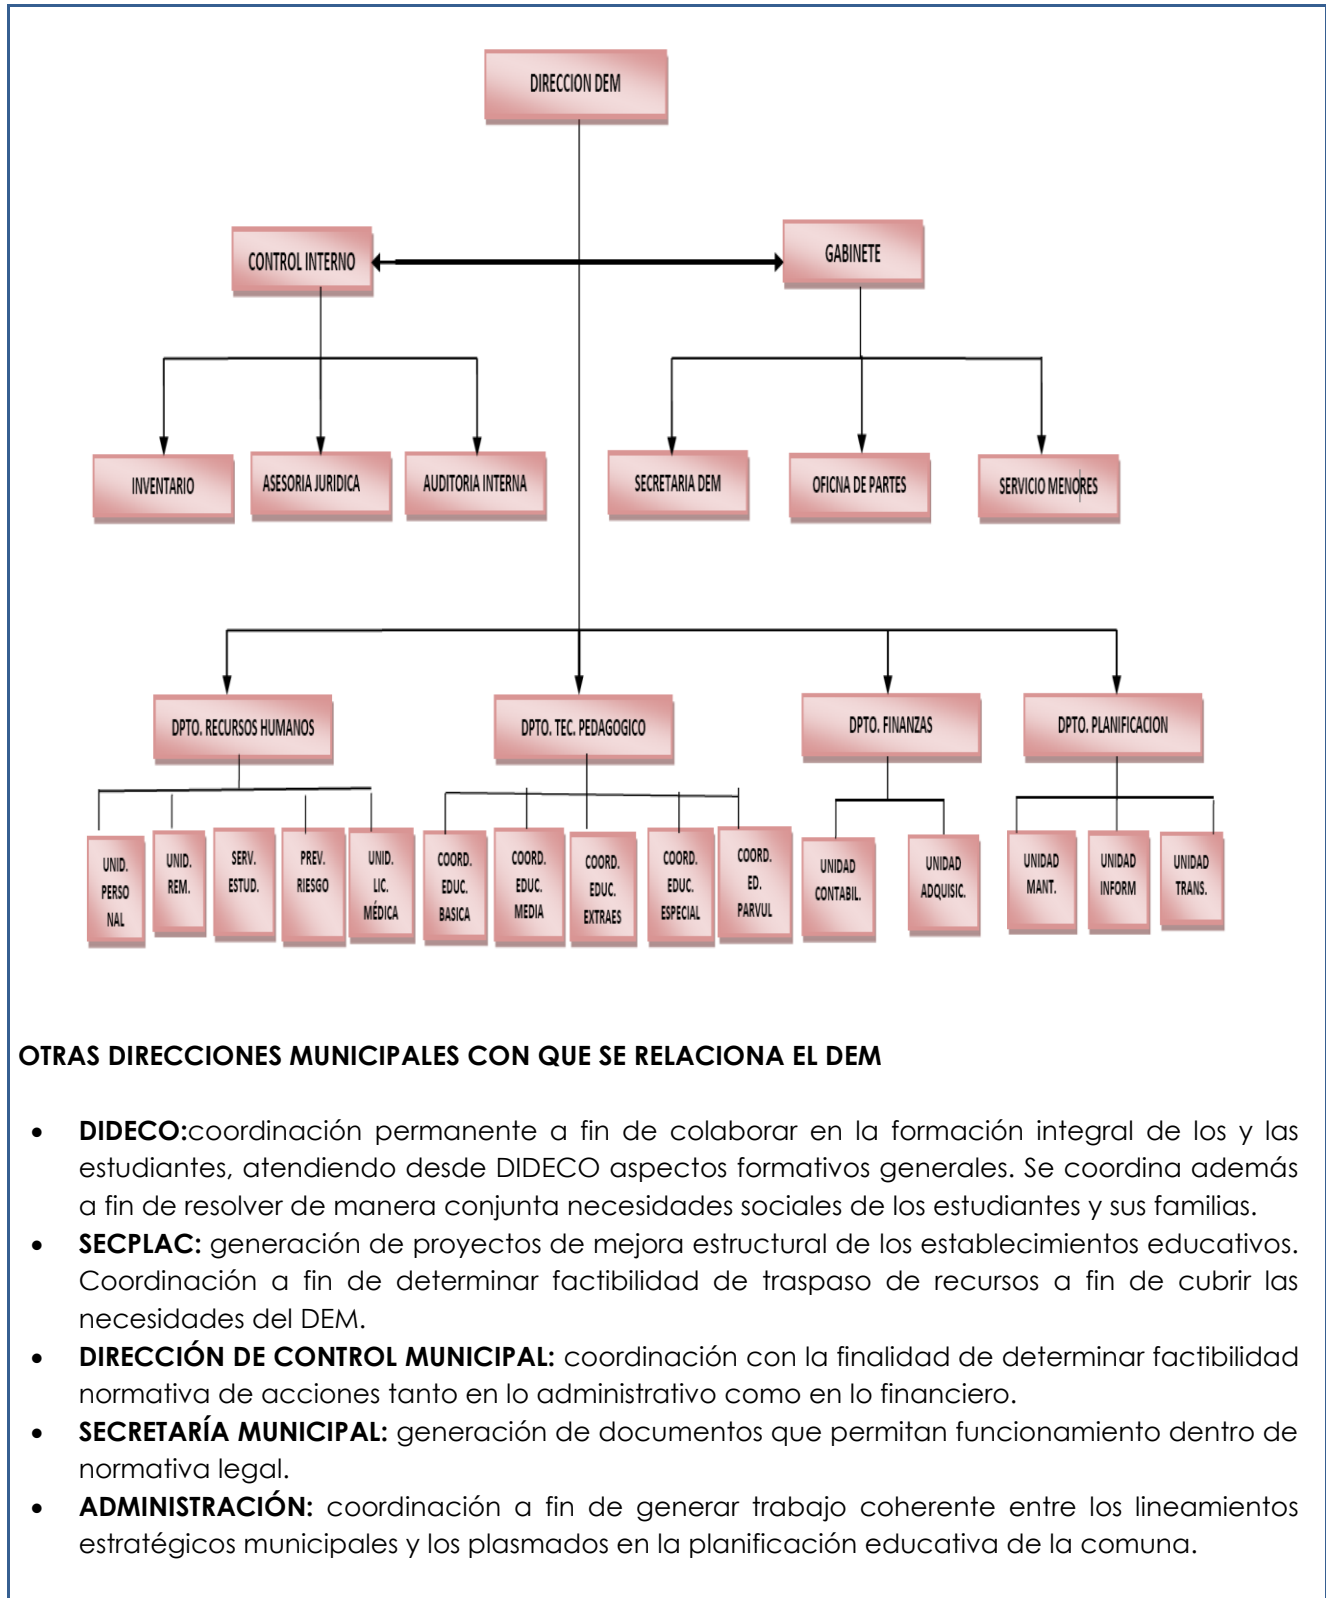 DIRECCION DEM
CONTROL INTERNO
GABINETE
INVENTARIO
ASESORIA JURIDICA
AUDITORIA INTERNA
SECRETARIA DEM
OFICNA DE PARTES
SERVICIO MENORES
DPTO. RECURSOS HUMANOS
DPTO. TEC. PEDAGOGICO
DPTO. FINANZAS
DPTO. PLANIFICACION
UNID.
PERSO
NAL
UNID.
REM.
SERV.
ESTUD.
PREV.
RIESGO
UNID.
LIC.
MÉDICA
COORD.
EDUC.
BASICA
COORD.
EDUC.
MEDIA
COORD.
EDUC.
EXTRAES
COORD.
EDUC.
ESPECIAL
COORD.
ED.
PARVUL
UNIDAD
CONTABIL.
UNIDAD
ADQUISIC.
UNIDAD
MANT.
UNIDAD
INFORM
UNIDAD
TRANS.
OTRAS DIRECCIONES MUNICIPALES CON QUE SE RELACIONA EL DEM
• DIDECO:coordinación permanente a fin de colaborar en la formación integral de los y las
estudiantes, atendiendo desde DIDECO aspectos formativos generales. Se coordina además
a fin de resolver de manera conjunta necesidades sociales de los estudiantes y sus familias.
• SECPLAC: generación de proyectos de mejora estructural de los establecimientos educativos.
Coordinación a fin de determinar factibilidad de traspaso de recursos a fin de cubrir las
necesidades del DEM.
• DIRECCIÓN DE CONTROL MUNICIPAL: coordinación con la finalidad de determinar factibilidad
normativa de acciones tanto en lo administrativo como en lo financiero.
• SECRETARÍA MUNICIPAL: generación de documentos que permitan funcionamiento dentro de
normativa legal.
• ADMINISTRACIÓN: coordinación a fin de generar trabajo coherente entre los lineamientos
estratégicos municipales y los plasmados en la planificación educativa de la comuna.